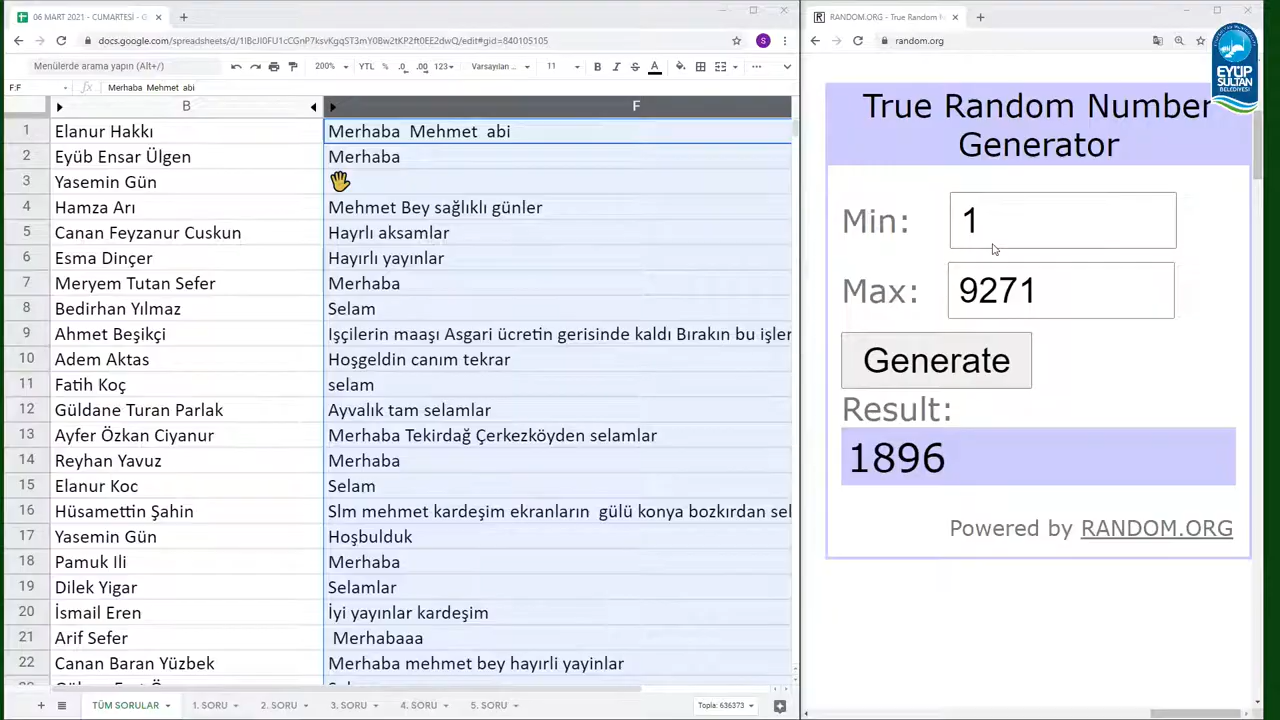 06 MART 2021 - CUMARTESİ - G
docs.google.com/spreadsheets/d/1lBcJI0FU1cCGnP7ksvKgqST3mY0Bw2tKP2ft0EE2dwQ/edit#gid=840105105
S
Menülerde arama yapın (Alt+/)
200%
YTL
%
.0
.00
123
Varsayılan ...
11
B
I
S
A
F:F
fx
Merhaba Mehmet abi
B
F
1 Elanur Hakkı Merhaba Mehmet abi
2 Eyüb Ensar Ülgen Merhaba
3 Yasemin Gün 👋
4 Hamza Arı Mehmet Bey sağlıklı günler
5 Canan Feyzanur Cuskun Hayrlı aksamlar
6 Esma Dinçer Hayırlı yayınlar
7 Meryem Tutan Sefer Merhaba
8 Bedirhan Yılmaz Selam
9 Ahmet Beşikçi Işçilerin maaşı Asgari ücretin gerisinde kaldı Bırakın bu işler
10 Adem Aktas Hoşgeldin canım tekrar
11 Fatih Koç selam
12 Güldane Turan Parlak Ayvalık tam selamlar
13 Ayfer Özkan Ciyanur Merhaba Tekirdağ Çerkezköyden selamlar
14 Reyhan Yavuz Merhaba
15 Elanur Koc Selam
16 Hüsamettin Şahin Slm mehmet kardeşim ekranların gülü konya bozkırdan sel
17 Yasemin Gün Hoşbulduk
18 Pamuk Ili Merhaba
19 Dilek Yigar Selamlar
20 İsmail Eren İyi yayınlar kardeşim
21 Arif Sefer Merhabaaa
22 Canan Baran Yüzbek Merhaba mehmet bey hayırli yayinlar
TÜM SORULAR
1. SORU
2. SORU
3. SORU
4. SORU
5. SORU
Topla: 636373
RANDOM.ORG - True Random N
random.org
EYÜP
SULTAN
BELEDİYESİ
True Random Number
Generator
Min: 1
Max: 9271
Generate
Result:
1896
Powered by RANDOM.ORG